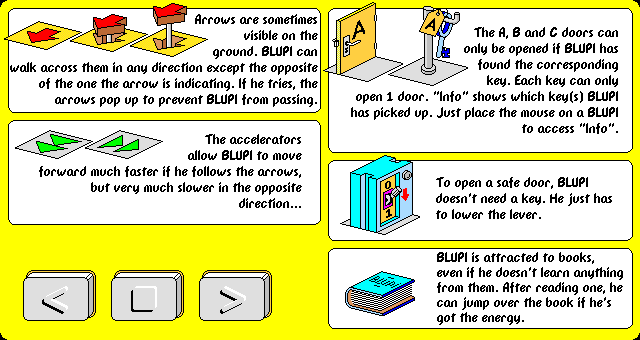 Arrows are sometimes
visible on the
ground. BLUPI can
walk across them in any direction except the opposite
of the one the arrow is indicating. If he tries, the
arrows pop up to prevent BLUPI from passing.
The accelerators
allow BLUPI to move
forward much faster if he follows the arrows,
but very much slower in the opposite
direction...
A
A
The A, B and C doors can
only be opened if BLUPI has
found the corresponding
key. Each key can only
open 1 door. "Info" shows which key(s) BLUPI
has picked up. Just place the mouse on a BLUPI
to access "Info".
0
1
To open a safe door, BLUPI
doesn't need a key. He just has
to lower the lever.
BLUPI
BLUPI is attracted to books,
even if he doesn't learn anything
from them. After reading one, he
can jump over the book if he's
got the energy.